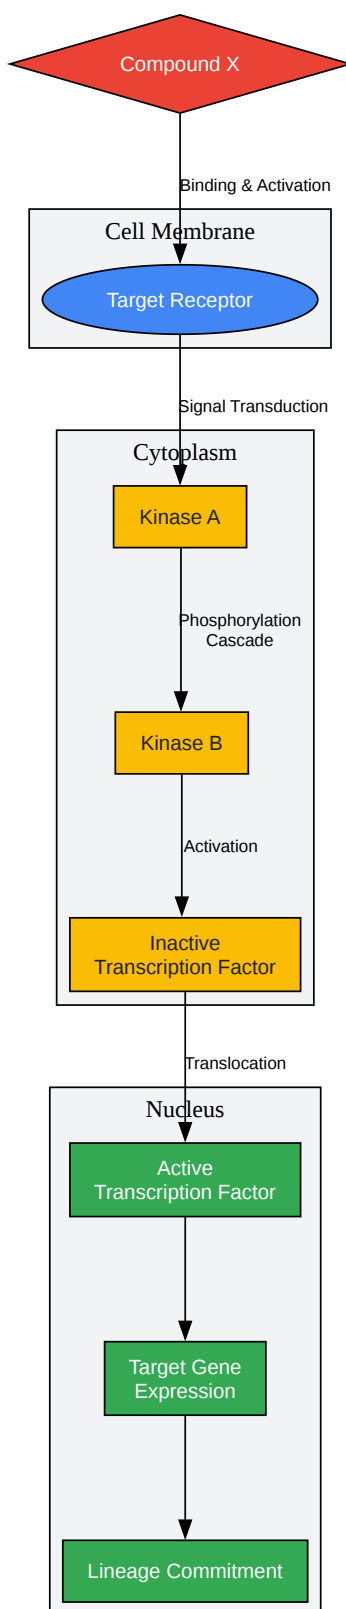 Compound X
Binding & Activation
Cell Membrane
Target Receptor
Signal Transduction
Cytoplasm
Kinase A
Phosphorylation
Cascade
Kinase B
Activation
Inactive
Transcription Factor
Translocation
Nucleus
Active
Transcription Factor
Target Gene
Expression
Lineage Commitment